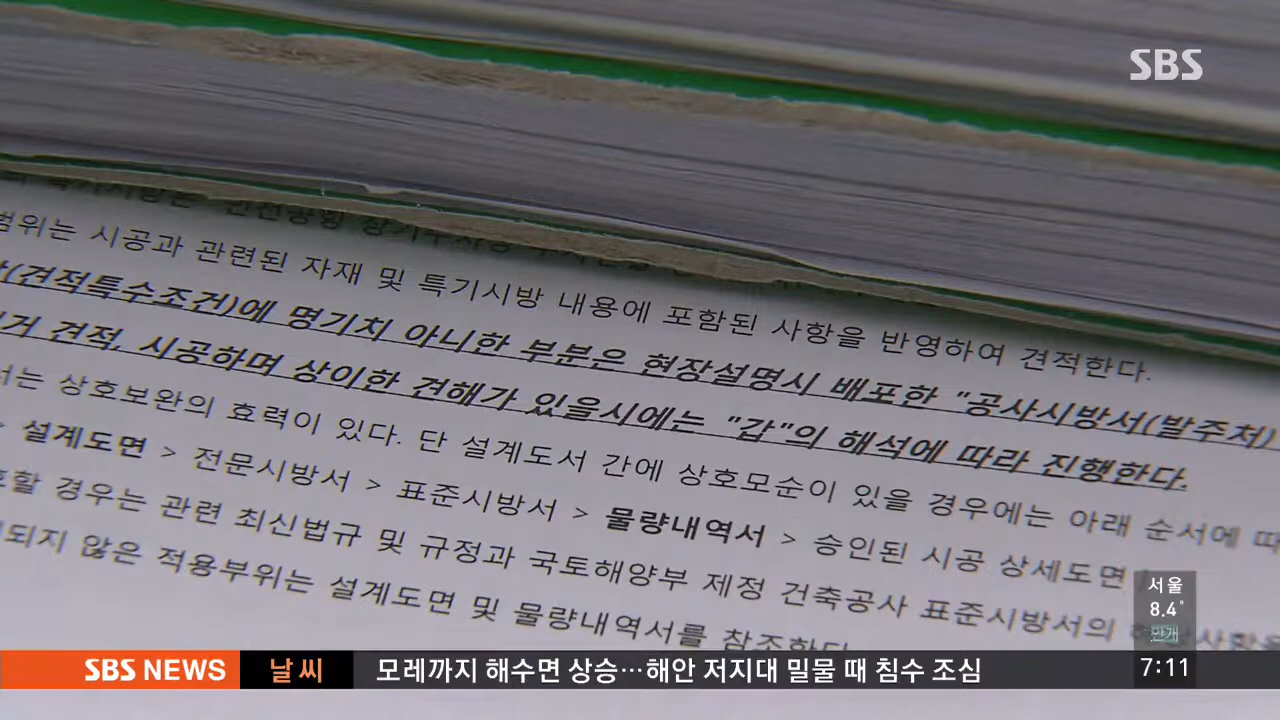 SBS
범위는 시공과 관련된 자재 및 특기시방 내용에 포함된 사항을 반영하여 견적한다.
(견적특수조건)에 명기치 아니한 부분은 현장설명시 배포한 "공사시방서(발주처)
거 견적, 시공하며 상이한 견해가 있을시에는 "갑"의 해석에 따라 진행한다.
서는 상호보완의 효력이 있다. 단 설계도서 간에 상호모순이 있을 경우에는 아래 순서에 따
> 설계도면 > 전문시방서 > 표준시방서 > 물량내역서 > 승인된 시공 상세도면
할 경우는 관련 최신법규 및 규정과 국토해양부 제정 건축공사 표준시방서의
되지 않은 적용부위는 설계도면 및 물량내역서를 참조한다
서울
8.4°
안개
SBS NEWS 날씨 모레까지 해수면 상승…해안 저지대 밀물 때 침수 조심 7:11